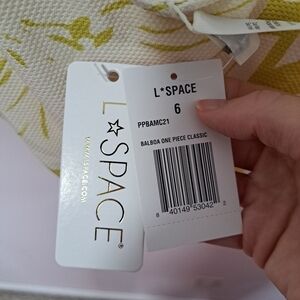 L*SPACE
WWW.LSPACE.COM
L*SPACE
6
PPBAMC21
BALBOA ONE PIECE CLASSIC
8 40149 53042 2